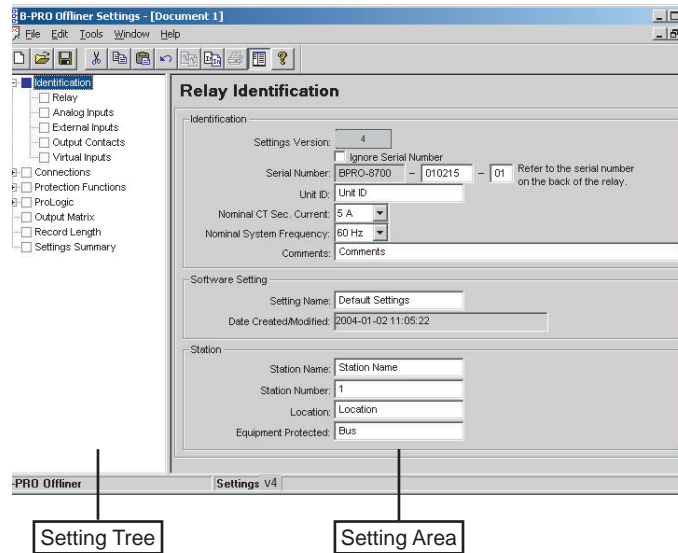 B-PRO Offliner Settings - [Document 1]
File Edit Tools Window Help
Identification
Relay
Analog Inputs
External Inputs
Output Contacts
Virtual Inputs
Connections
Protection Functions
ProLogic
Output Matrix
Record Length
Settings Summary
Relay Identification
Identification
Settings Version: 4
Ignore Serial Number
Serial Number: BPRO-8700 - 010215 - 01 Refer to the serial number
on the back of the relay.
Unit ID: Unit ID
Nominal CT Sec. Current: 5 A
Nominal System Frequency: 60 Hz
Comments: Comments
Software Setting
Setting Name: Default Settings
Date Created/Modified: 2004-01-02 11:05:22
Station
Station Name: Station Name
Station Number: 1
Location: Location
Equipment Protected: Bus
-PRO Offliner Settings v4
Setting Tree Setting Area